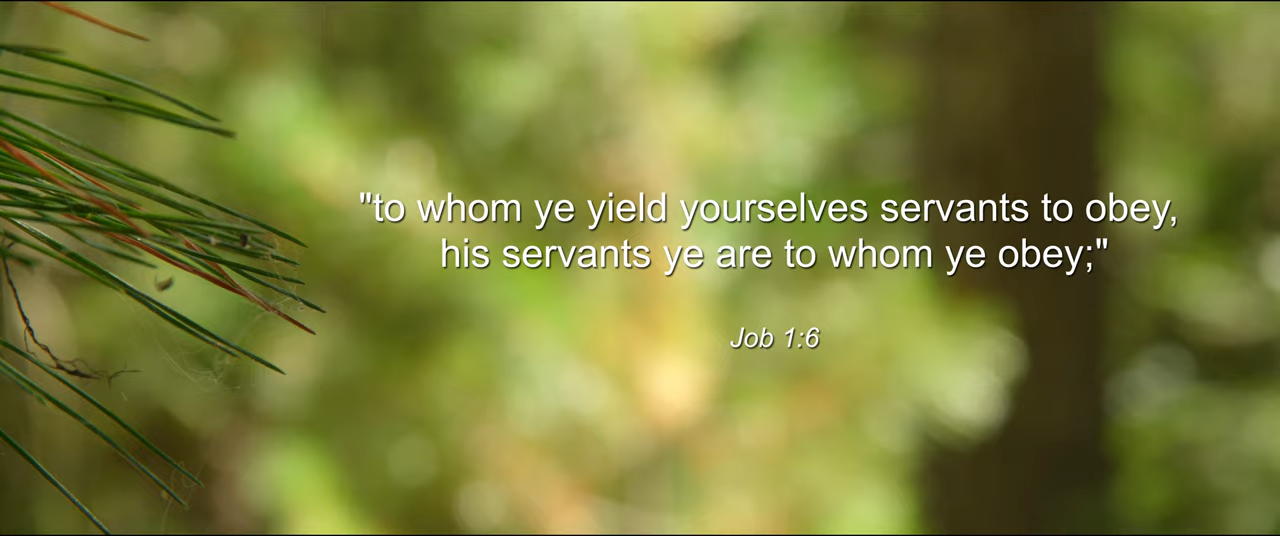 "to whom ye yield yourselves servants to obey,
his servants ye are to whom ye obey;"
Job 1:6